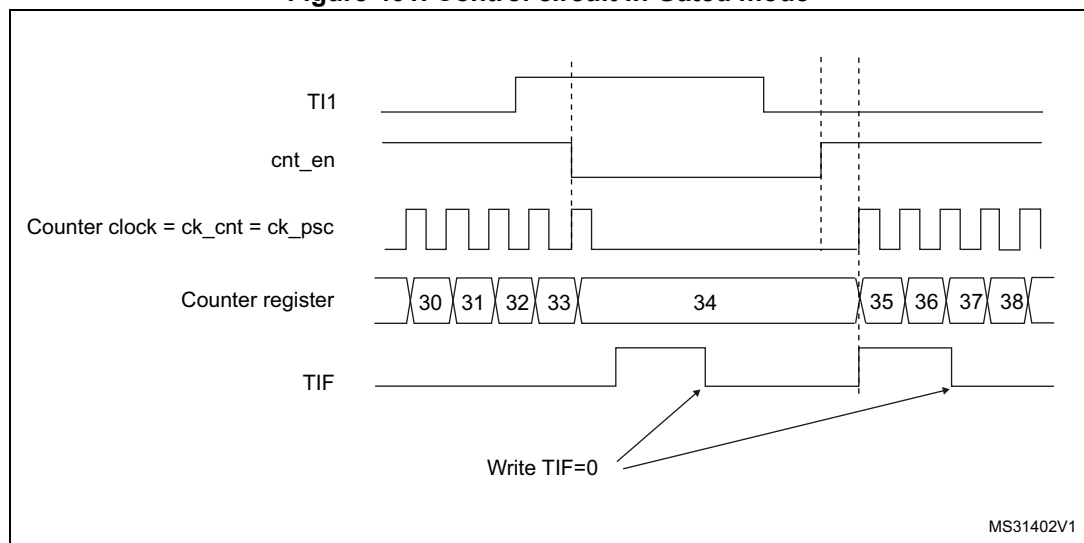 TI1
cnt_en
Counter clock = ck_cnt = ck_psc
Counter register
30 31 32 33 34 35 36 37 38
TIF
Write TIF=0
MS31402V1